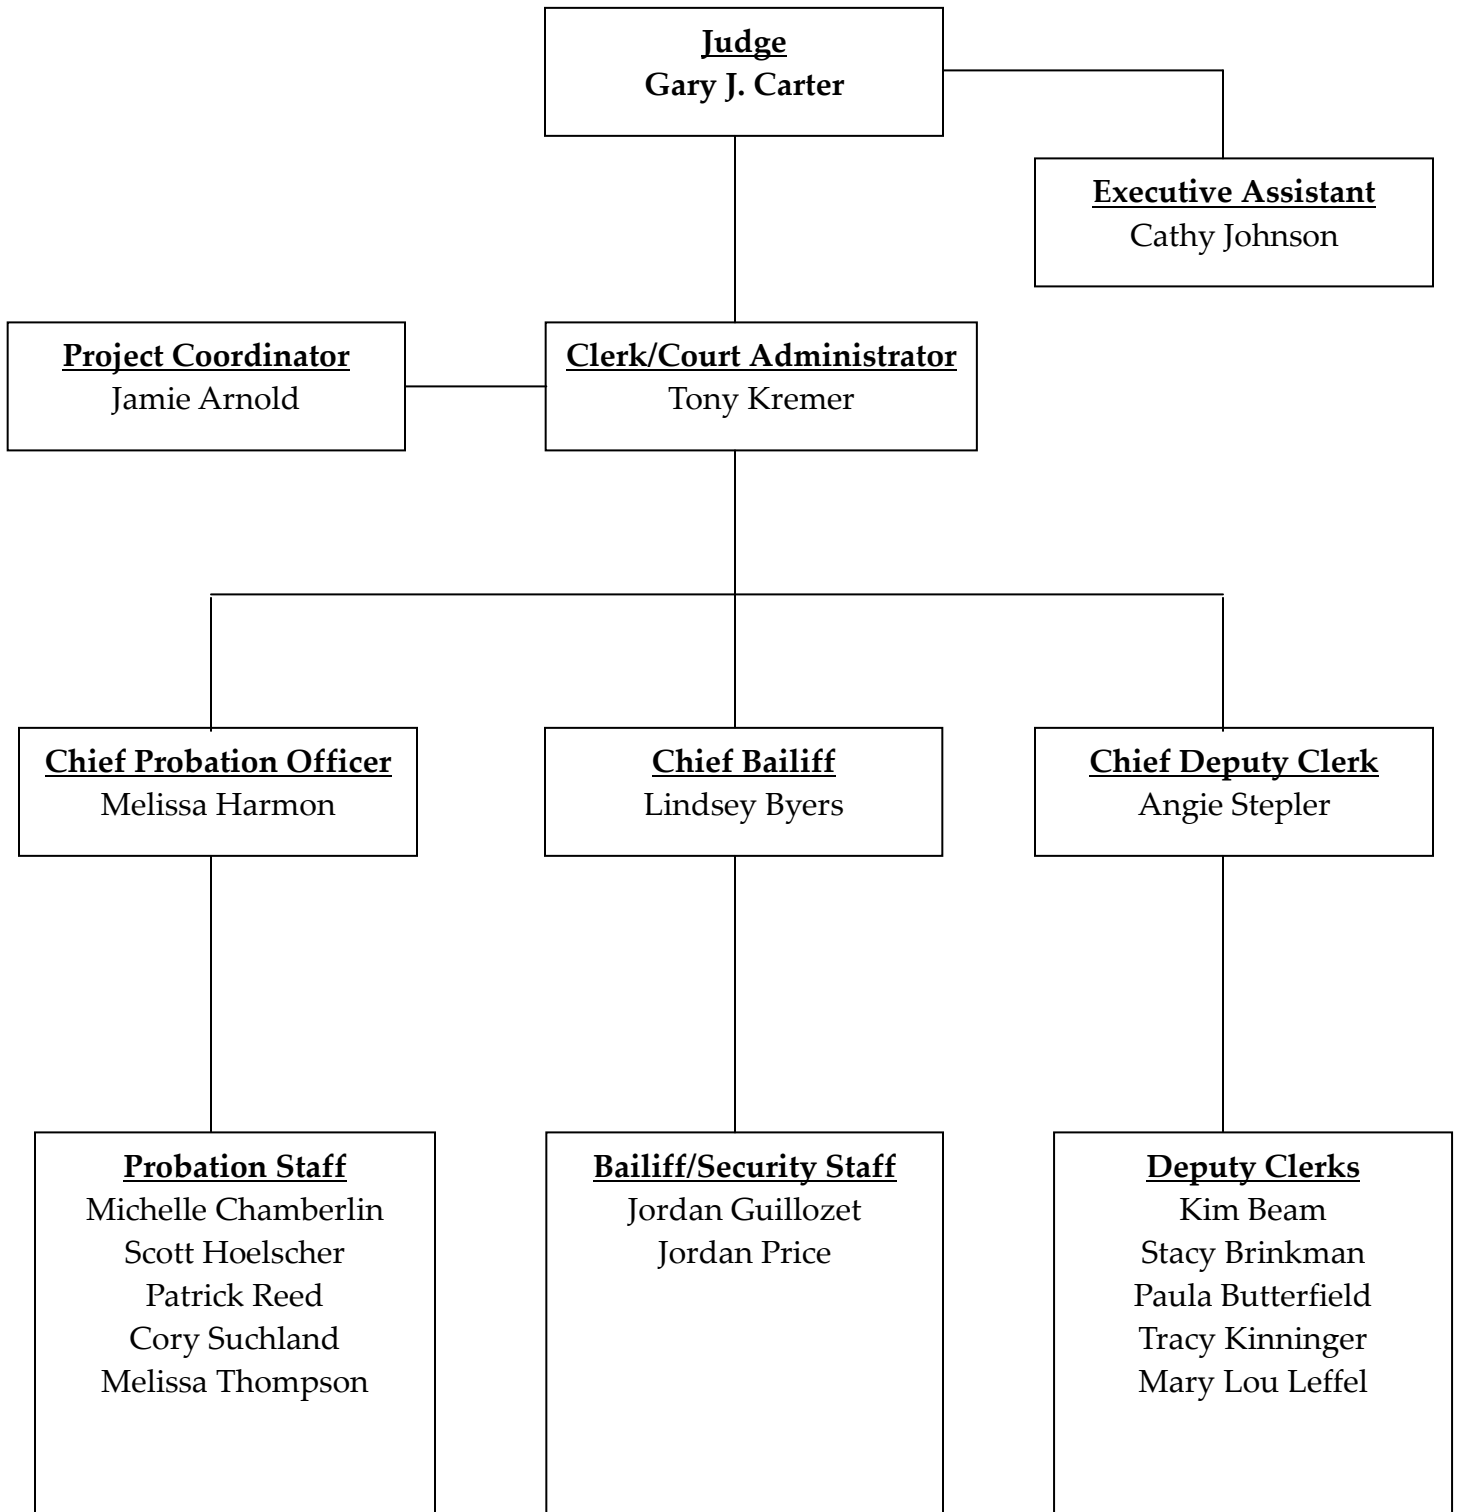 Judge
Gary J. Carter
Executive Assistant
Cathy Johnson
Project Coordinator
Jamie Arnold
Clerk/Court Administrator
Tony Kremer
Chief Probation Officer
Melissa Harmon
Chief Bailiff
Lindsey Byers
Chief Deputy Clerk
Angie Stepler
Probation Staff
Michelle Chamberlin
Scott Hoelscher
Patrick Reed
Cory Suchland
Melissa Thompson
Bailiff/Security Staff
Jordan Guillozet
Jordan Price
Deputy Clerks
Kim Beam
Stacy Brinkman
Paula Butterfield
Tracy Kinninger
Mary Lou Leffel